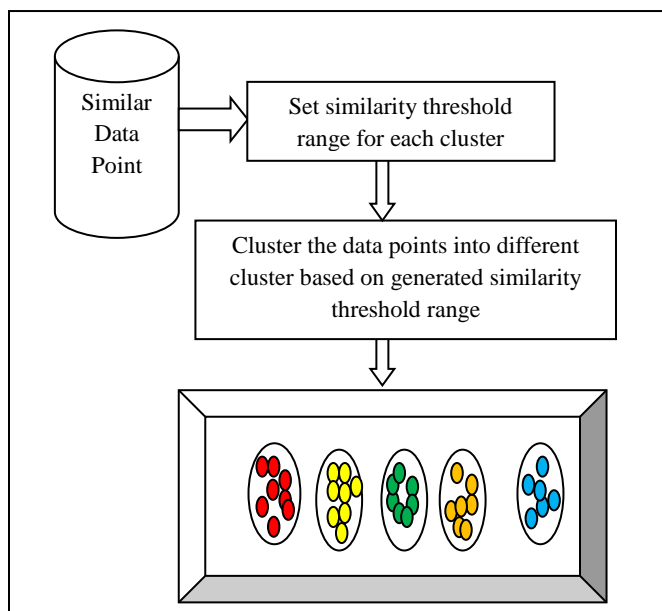 Similar
Data
Point
Set similarity threshold
range for each cluster
Cluster the data points into different
cluster based on generated similarity
threshold range